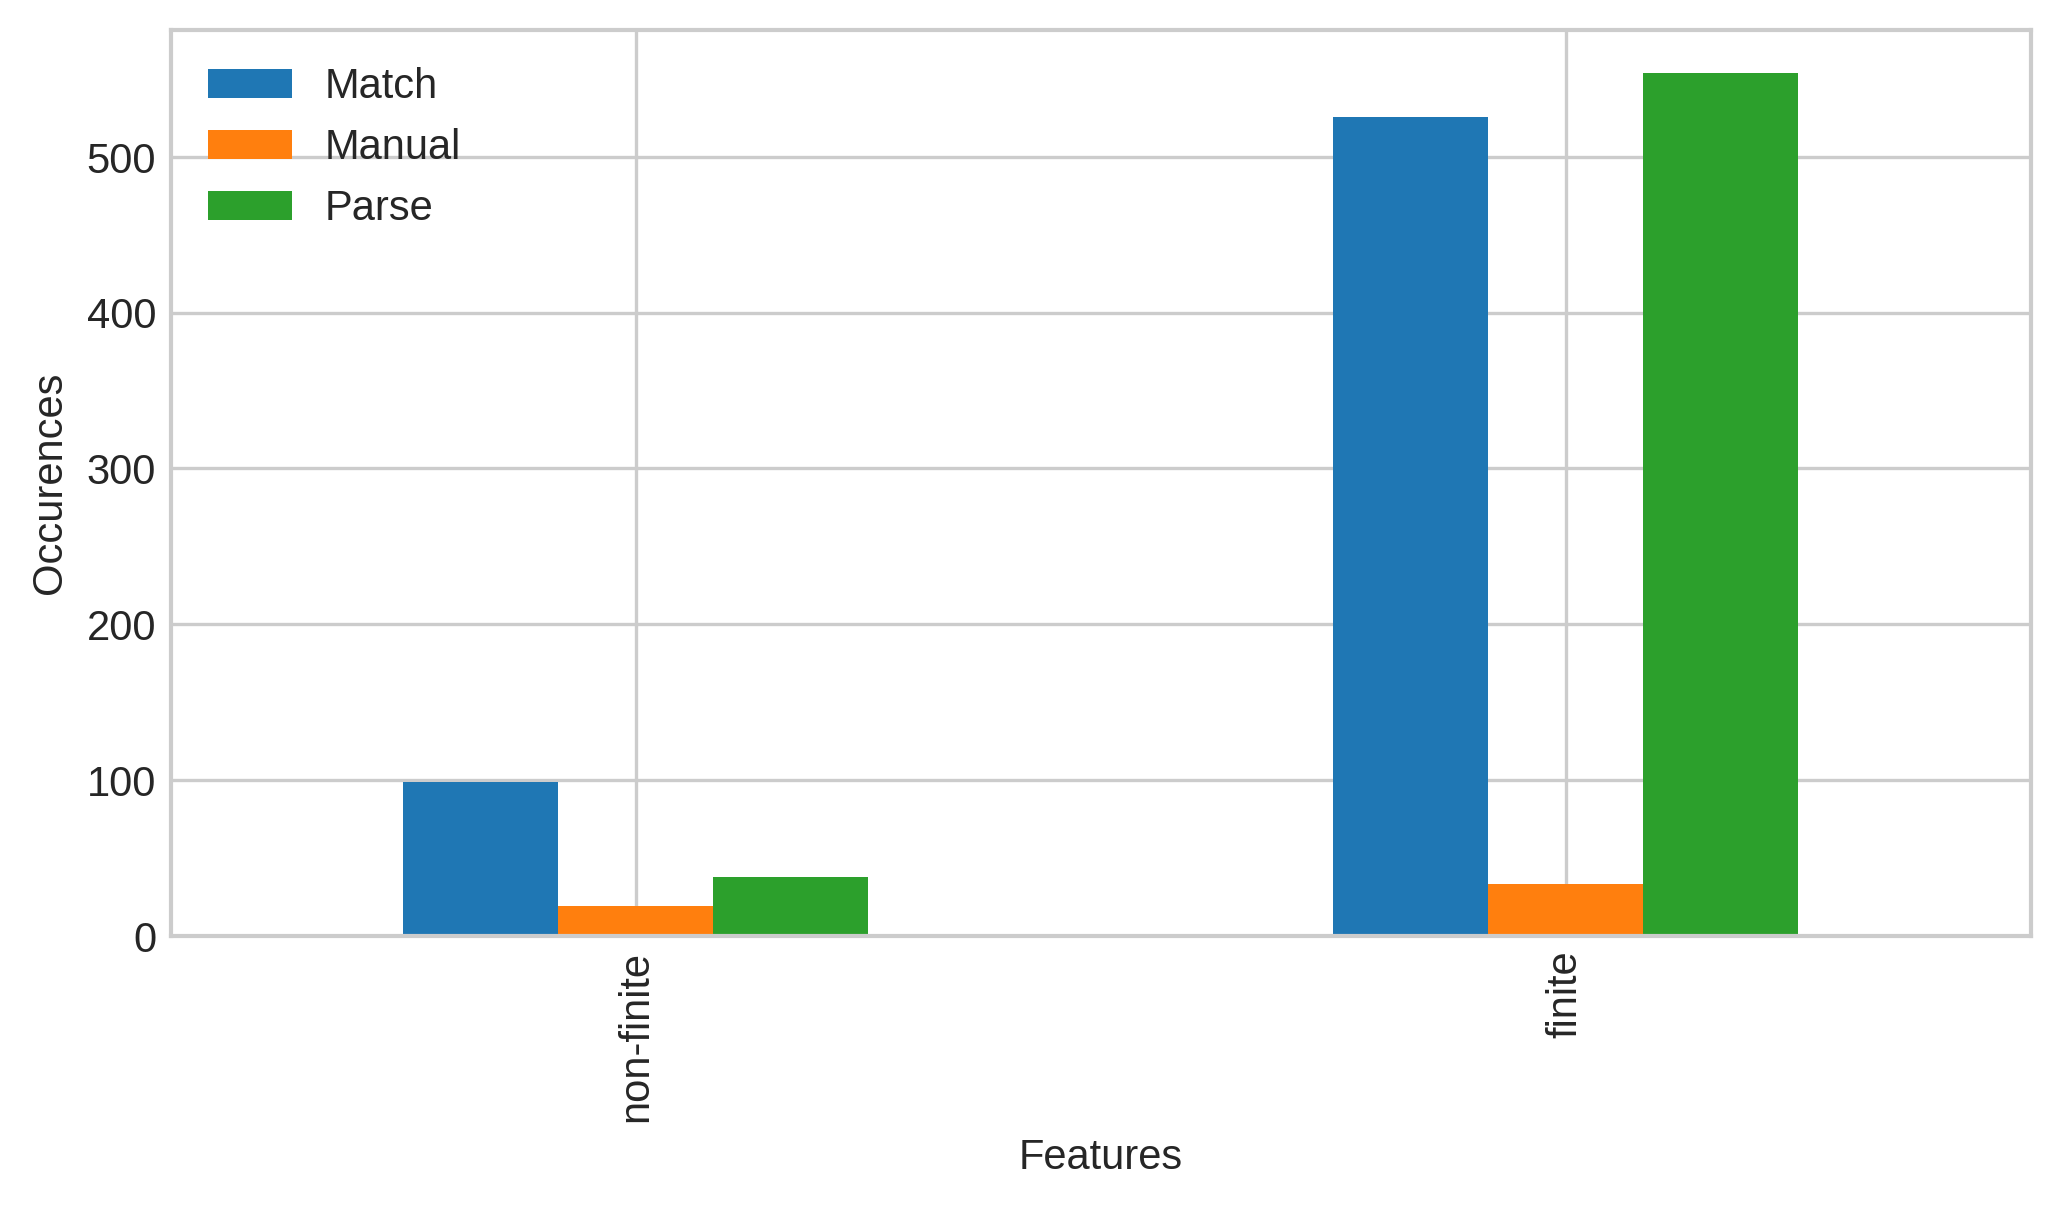 Match
Manual
Parse
500
400
300
200
100
0
Occurences
non-finite
finite
Features